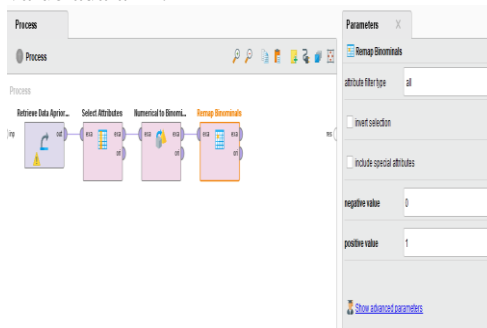 Process
Process
Process
Retrieve Data Aprior...
Select Attributes
Numerical to Binomi...
Remap Binominals
inp
out
exa
exa
ori
exa
exa
ori
exa
exa
ori
res
Parameters
Remap Binominals
attribute filter type
all
invert selection
include special attributes
negative value
0
positive value
1
Show advanced parameters